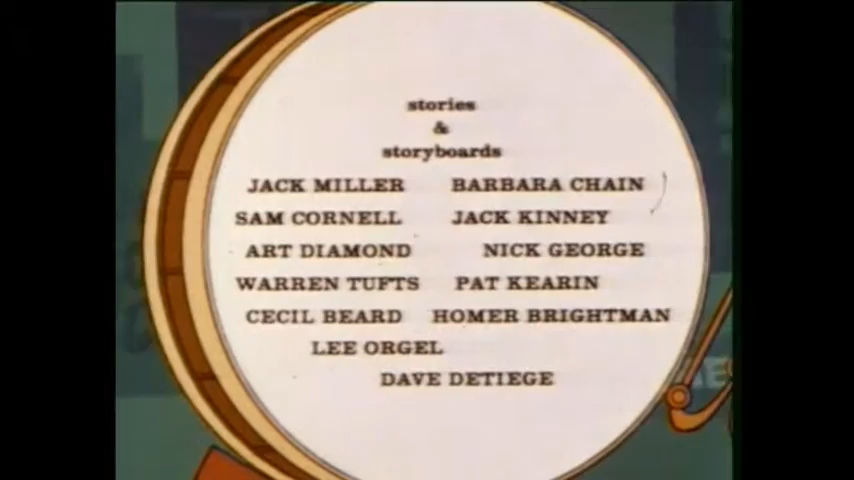 stories
&
storyboards
JACK MILLER BARBARA CHAIN
SAM CORNELL JACK KINNEY
ART DIAMOND NICK GEORGE
WARREN TUFTS PAT KEARIN
CECIL BEARD HOMER BRIGHTMAN
LEE ORGEL
DAVE DETIEGE